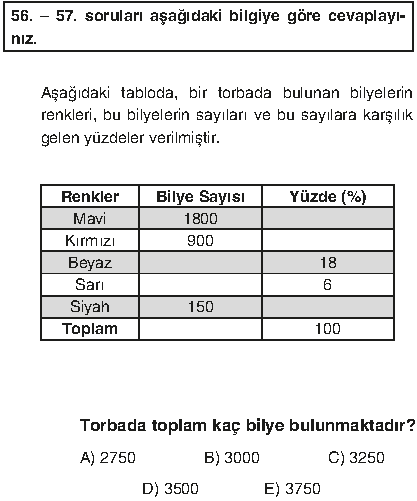 56. – 57. soruları aşağıdaki bilgiye göre cevaplayı-
nız.
Aşağıdaki tabloda, bir torbada bulunan bilyelerin
renkleri, bu bilyelerin sayıları ve bu sayılara karşılık
gelen yüzdeler verilmiştir.
Renkler Bilye Sayısı Yüzde (%)
Mavi 1800
Kırmızı 900
Beyaz 18
Sarı 6
Siyah 150
Toplam 100
Torbada toplam kaç bilye bulunmaktadır?
A) 2750 B) 3000 C) 3250
D) 3500 E) 3750